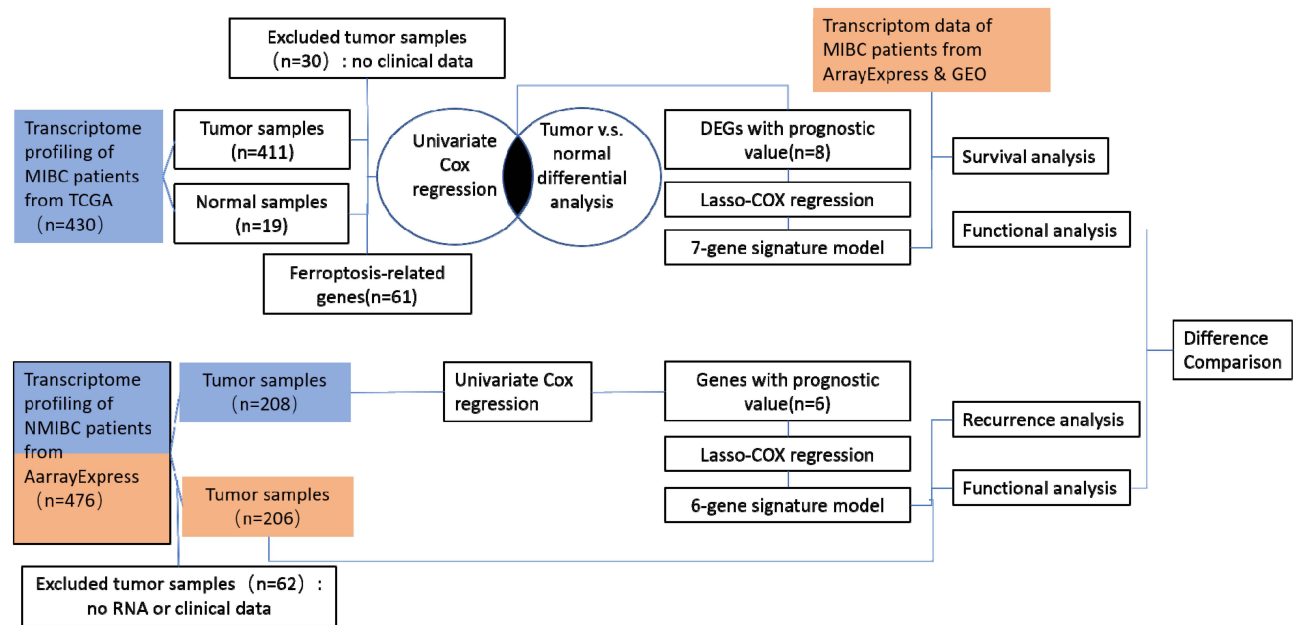 Excluded tumor samples
（n=30）：no clinical data
Transcriptom data of
MIBC patients from
ArrayExpress & GEO
Transcriptome
profiling of
MIBC patients
from TCGA
（n=430）
Tumor samples
(n=411)
Normal samples
(n=19)
Ferroptosis-related
genes(n=61)
Univariate
Cox
regression
Tumor v.s.
normal
differential
analysis
DEGs with prognostic
value(n=8)
Lasso-COX regression
7-gene signature model
Survival analysis
Functional analysis
Difference
Comparison
Transcriptome
profiling of
NMIBC patients
from
AarrayExpress
（n=476）
Tumor samples
（n=208）
Tumor samples
（n=206）
Univariate Cox
regression
Genes with prognostic
value(n=6)
Lasso-COX regression
6-gene signature model
Recurrence analysis
Functional analysis
Excluded tumor samples（n=62）：
no RNA or clinical data